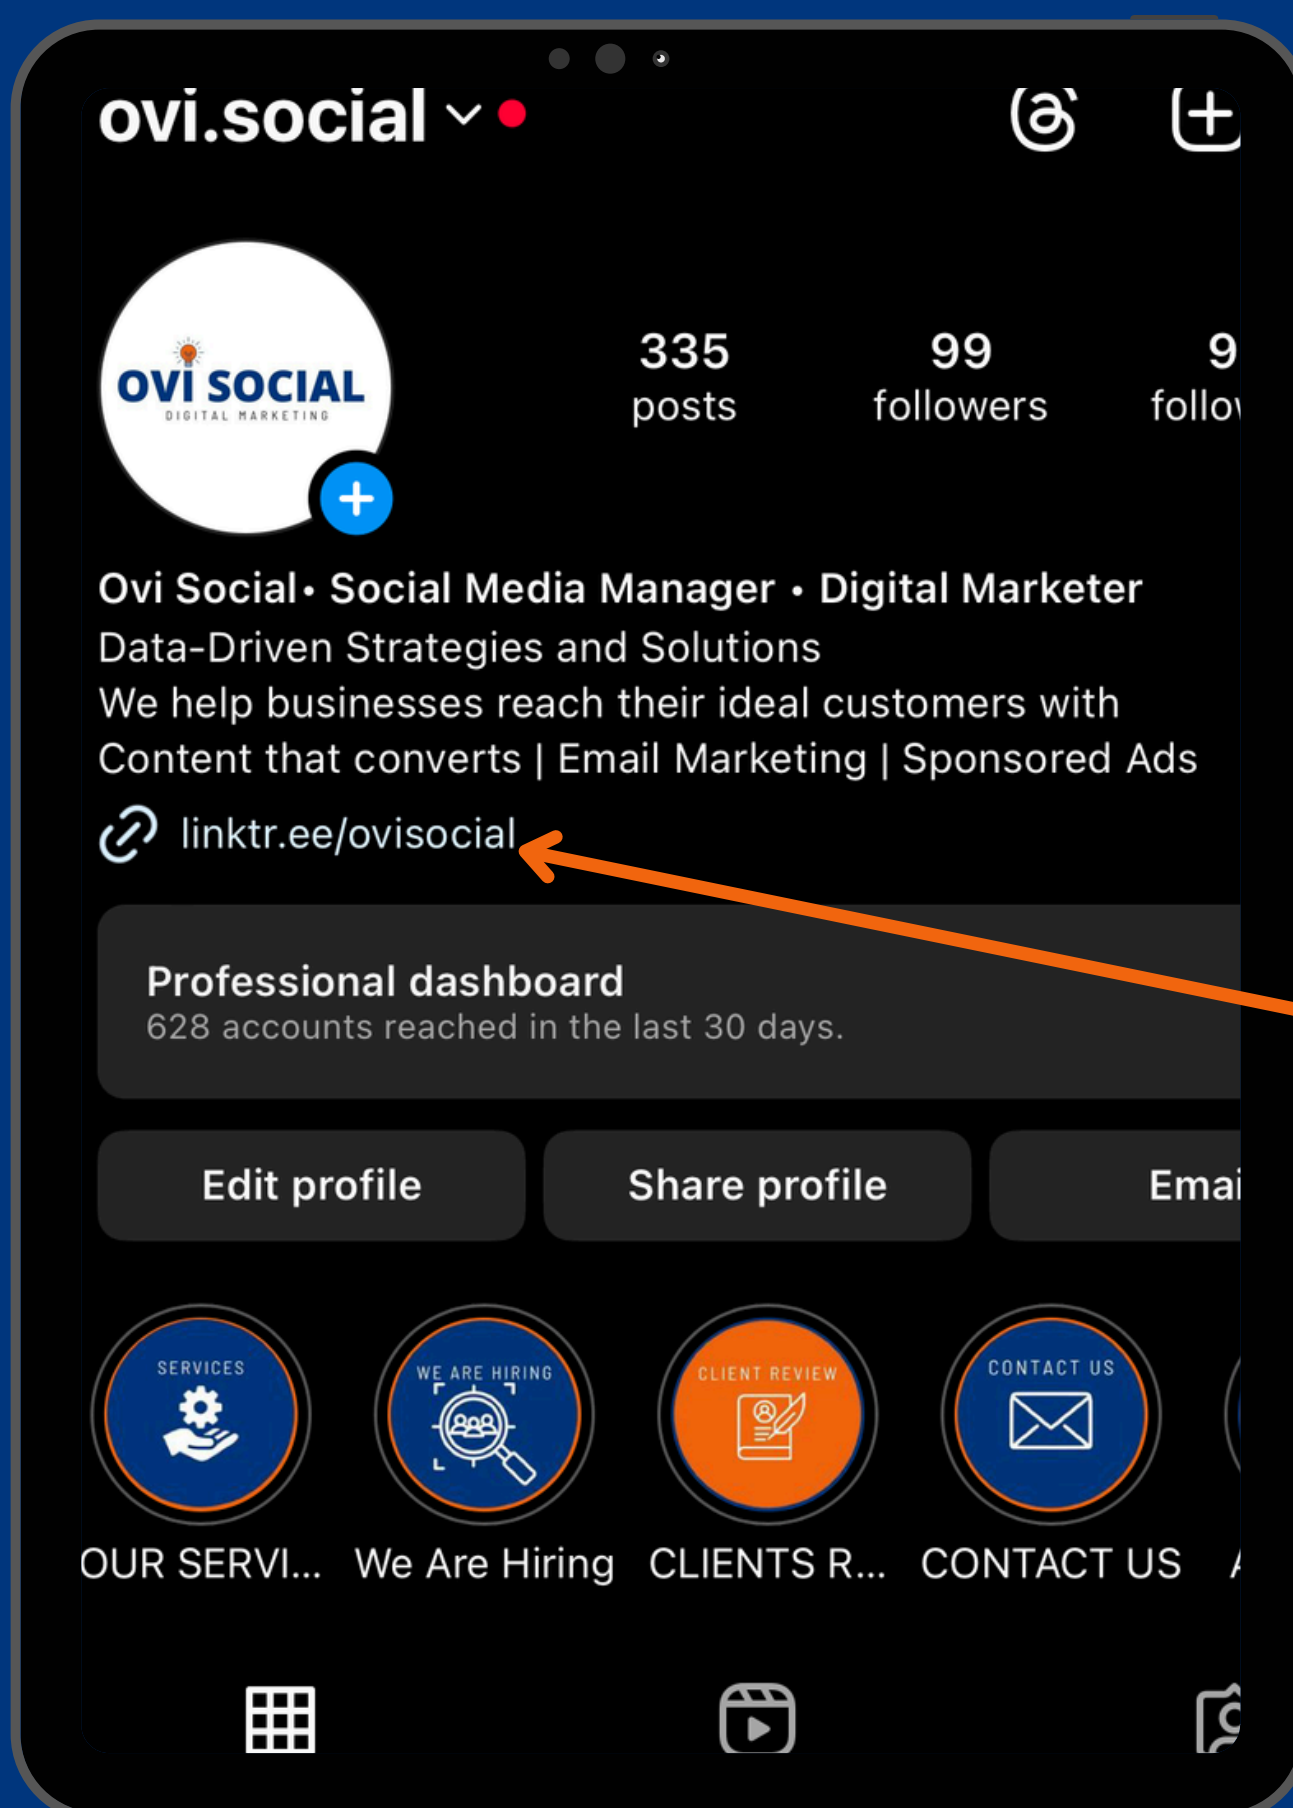 ovi.social
OVI SOCIAL
DIGITAL MARKETING
335
posts
99
followers
9
follow
Ovi Social• Social Media Manager • Digital Marketer
Data-Driven Strategies and Solutions
We help businesses reach their ideal customers with
Content that converts | Email Marketing | Sponsored Ads
linktr.ee/ovisocial
Professional dashboard
628 accounts reached in the last 30 days.
Edit profile
Share profile
Emai
SERVICES
WE ARE HIRING
CLIENT REVIEW
CONTACT US
OUR SERVI...
We Are Hiring
CLIENTS R...
CONTACT US